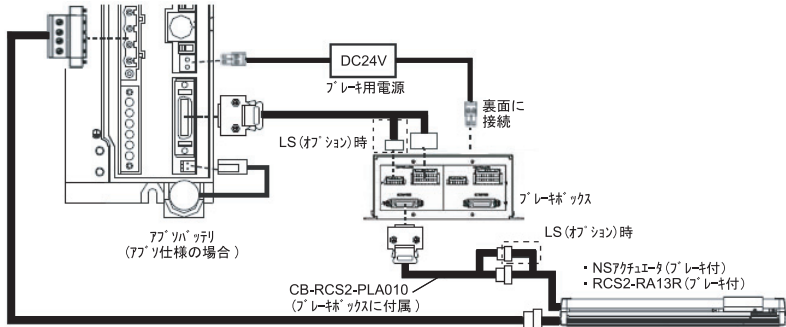 DC24V
ﾌﾞﾚｰｷ用電源
裏面に
接続
LS(ｵﾌﾟｼｮﾝ)時
ﾌﾞﾚｰｷﾎﾞｯｸｽ
ｱﾌﾞｿﾊﾞｯﾃﾘ
(ｱﾌﾞｿ仕様の場合)
LS(ｵﾌﾟｼｮﾝ)時
CB-RCS2-PLA010
(ﾌﾞﾚｰｷﾎﾞｯｸｽに付属)
・NSｱｸﾁｭｴｰﾀ(ﾌﾞﾚｰｷ付)
・RCS2-RA13R(ﾌﾞﾚｰｷ付)